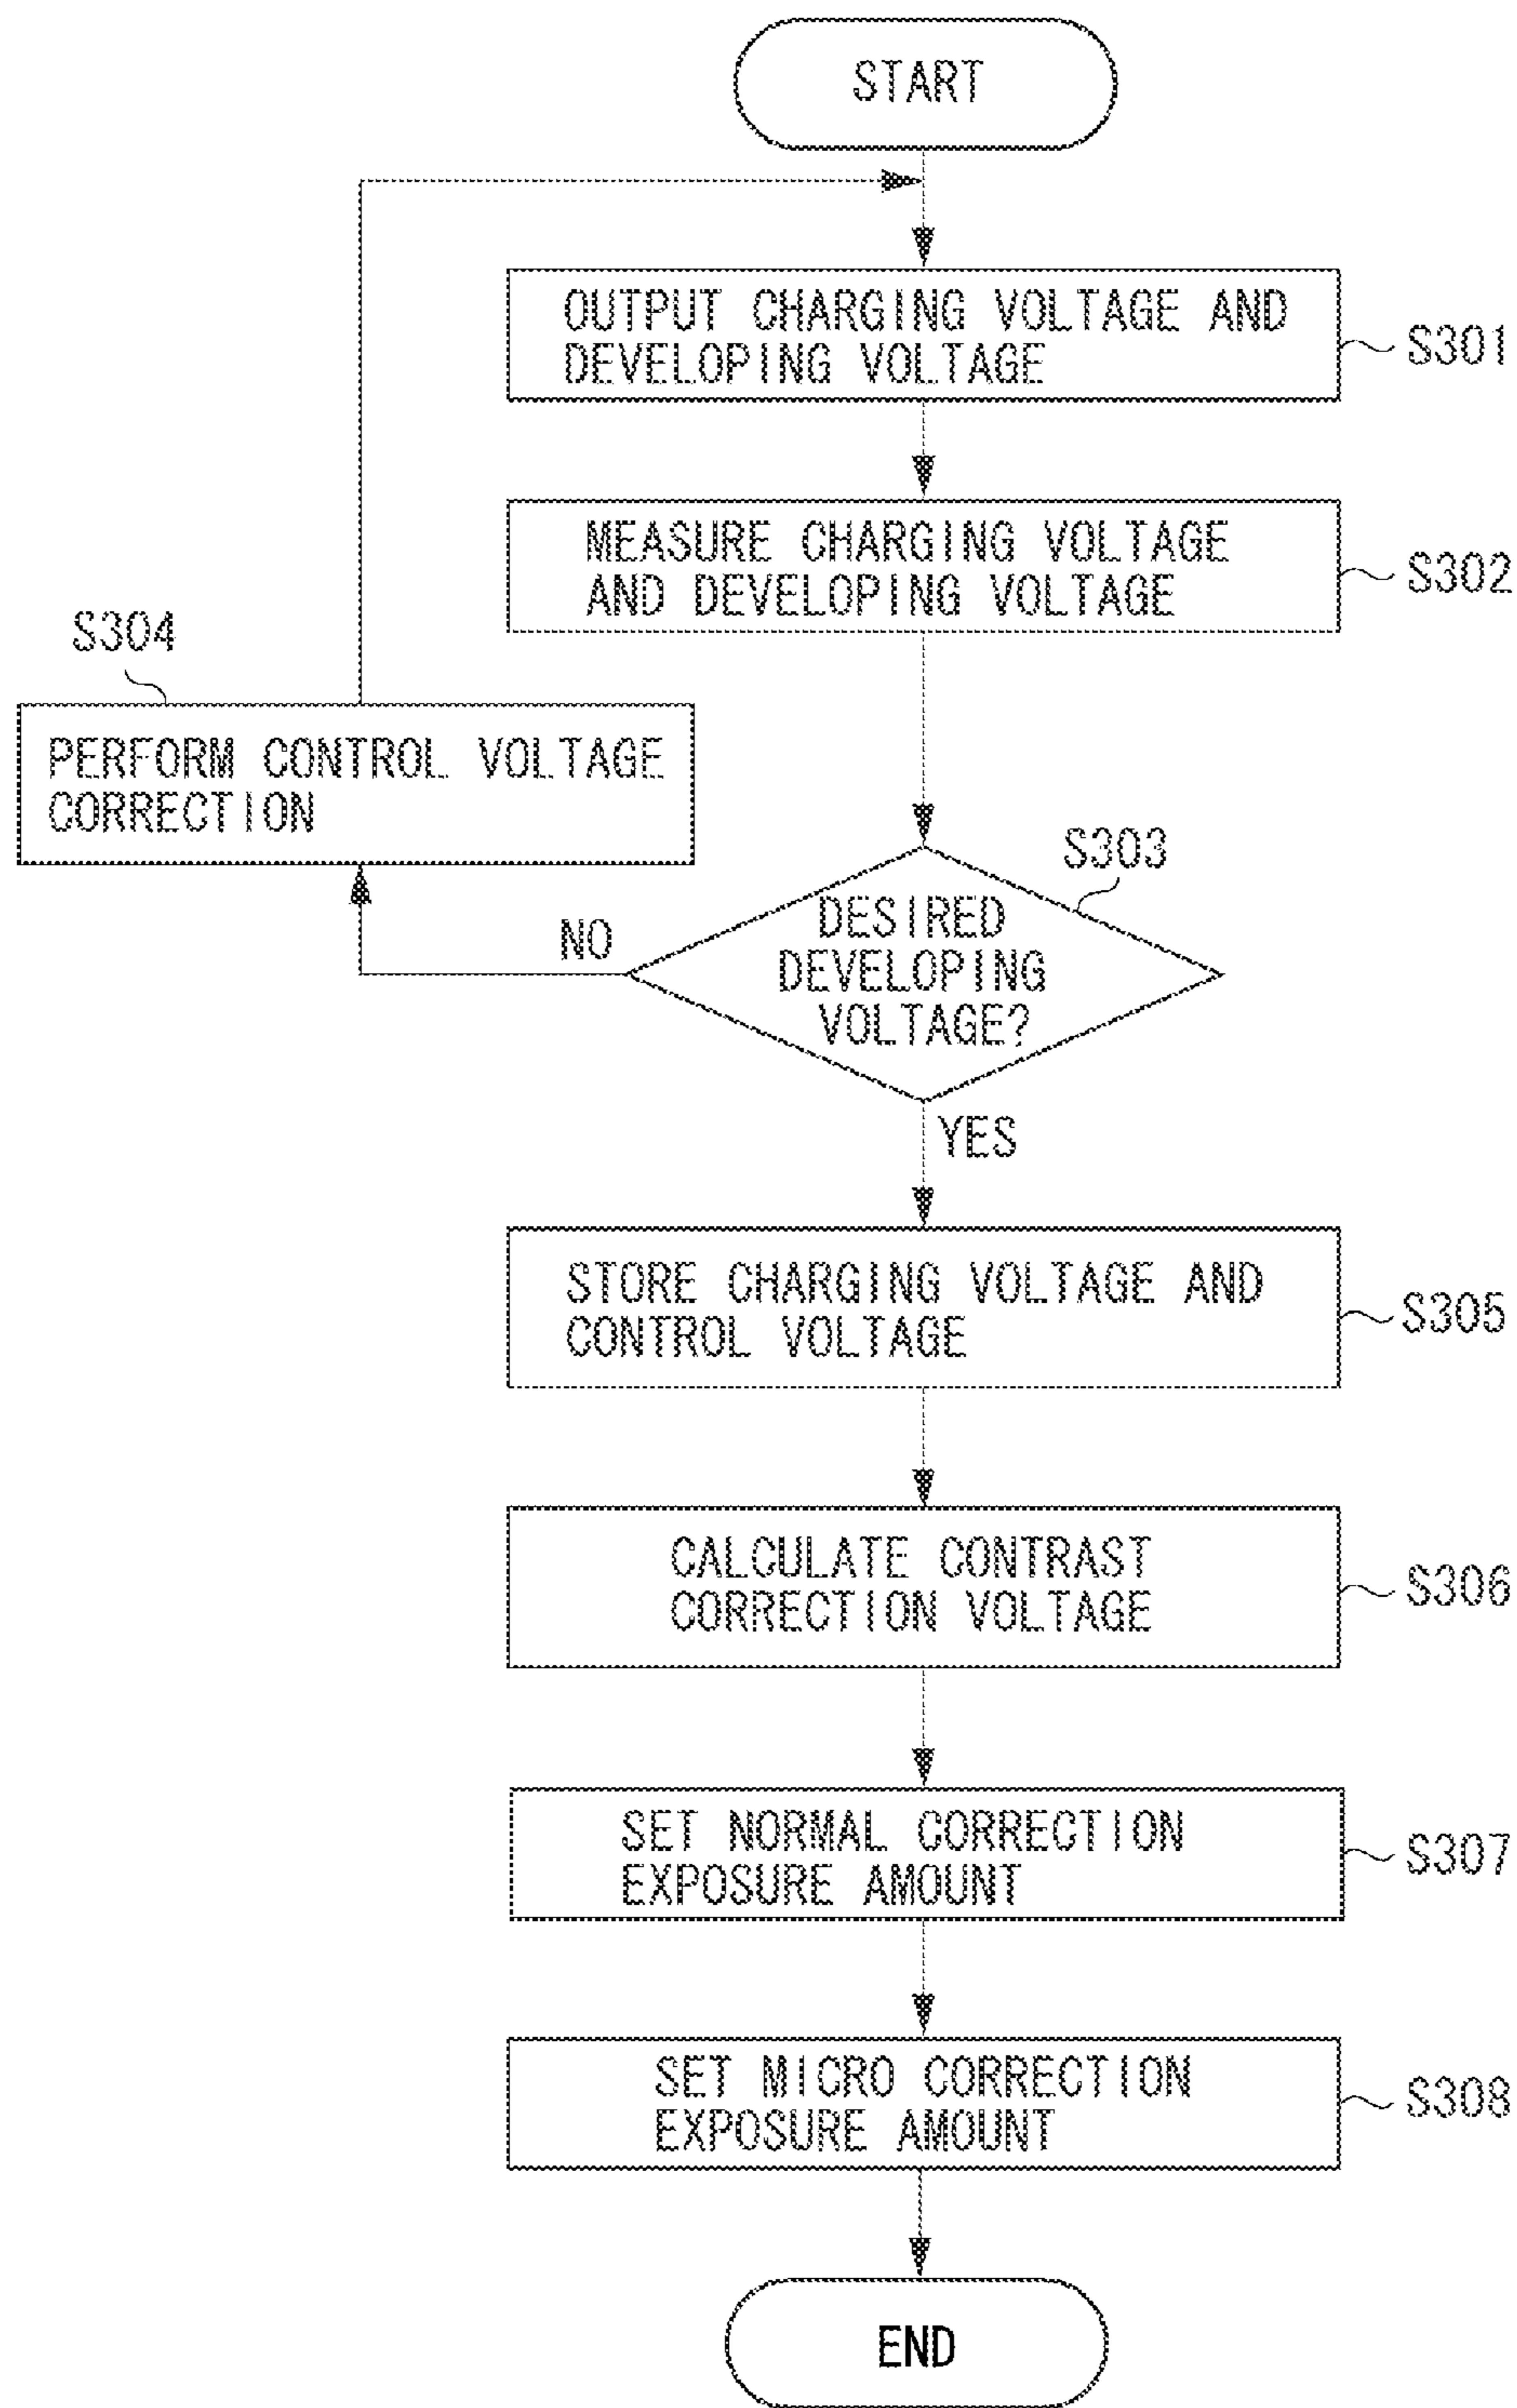 START
OUTPUT CHARGING VOLTAGE AND
DEVELOPING VOLTAGE
S301
MEASURE CHARGING VOLTAGE
AND DEVELOPING VOLTAGE
S302
S304
PERFORM CONTROL VOLTAGE
CORRECTION
S303
DESIRED
DEVELOPING
VOLTAGE?
NO
YES
STORE CHARGING VOLTAGE AND
CONTROL VOLTAGE
S305
CALCULATE CONTRAST
CORRECTION VOLTAGE
S306
SET NORMAL CORRECTION
EXPOSURE AMOUNT
S307
SET MICRO CORRECTION
EXPOSURE AMOUNT
S308
END